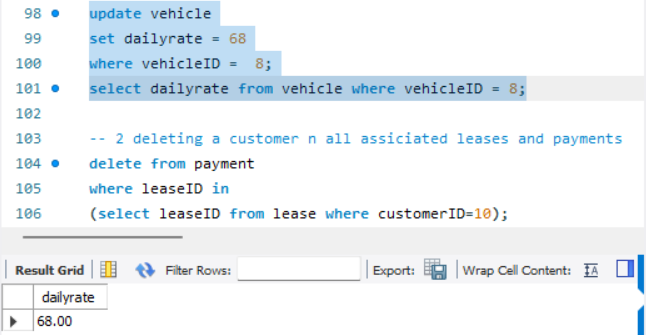 98 update vehicle
99 set dailyrate = 68
100 where vehicleID =  8;
101 select dailyrate from vehicle where vehicleID = 8;
102
103 -- 2 deleting a customer n all assiciated leases and payments
104 delete from payment
105 where leaseID in
106 (select leaseID from lease where customerID=10);
Result Grid Filter Rows: Export: Wrap Cell Content: IA
dailyrate
68.00